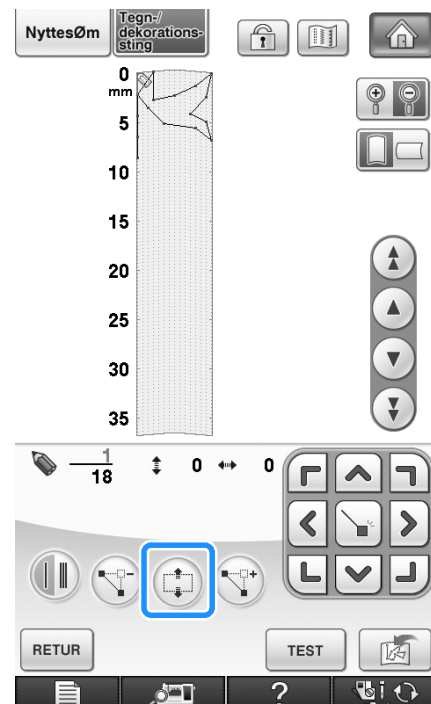 NyttesØm
Tegn-/
dekorations-
sting
0
mm
5
10
15
20
25
30
35
1
18
0
0
RETUR
TEST
?